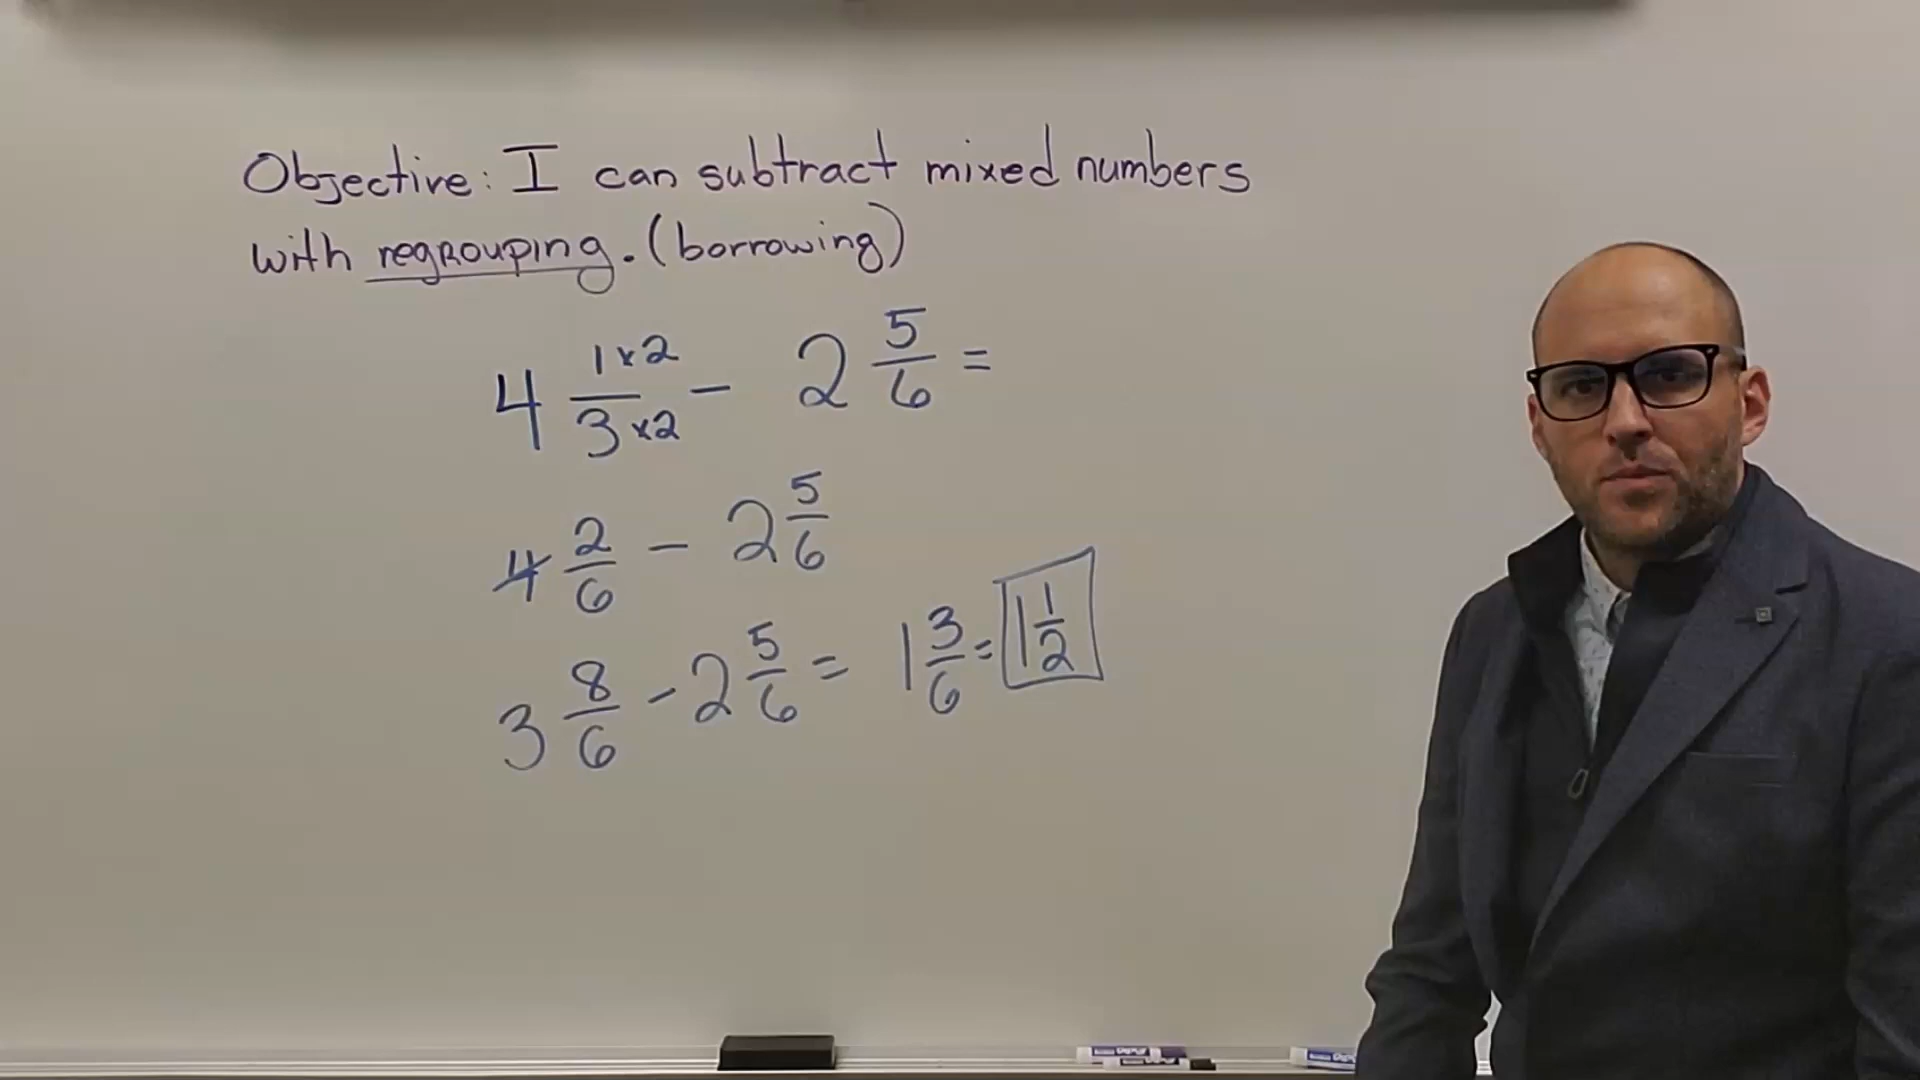 Objective: I can subtract mixed numbers
with regrouping. (borrowing)
4 1×2/3×2 - 2 5/6 =
4 2/6 - 2 5/6
3 8/6 - 2 5/6 = 1 3/6 = 1 1/2